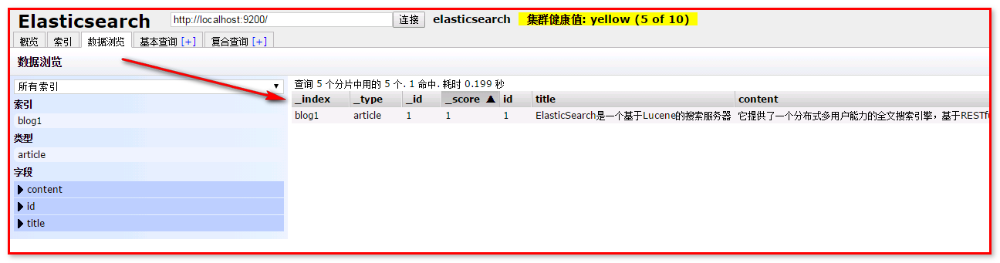 Elasticsearch http://localhost:9200/ 连接 elasticsearch 集群健康值: yellow (5 of 10)
概览 索引 数据浏览 基本查询 [+] 复合查询 [+]
数据浏览
所有索引
索引
blog1
类型
article
字段
content
id
title
查询 5 个分片中用的 5 个. 1 命中. 耗时 0.199 秒
_index _type _id _score id title content
blog1 article 1 1 1 ElasticSearch是一个基于Lucene的搜索服务器 它提供了一个分布式多用户能力的全文搜索引擎，基于RESTfu